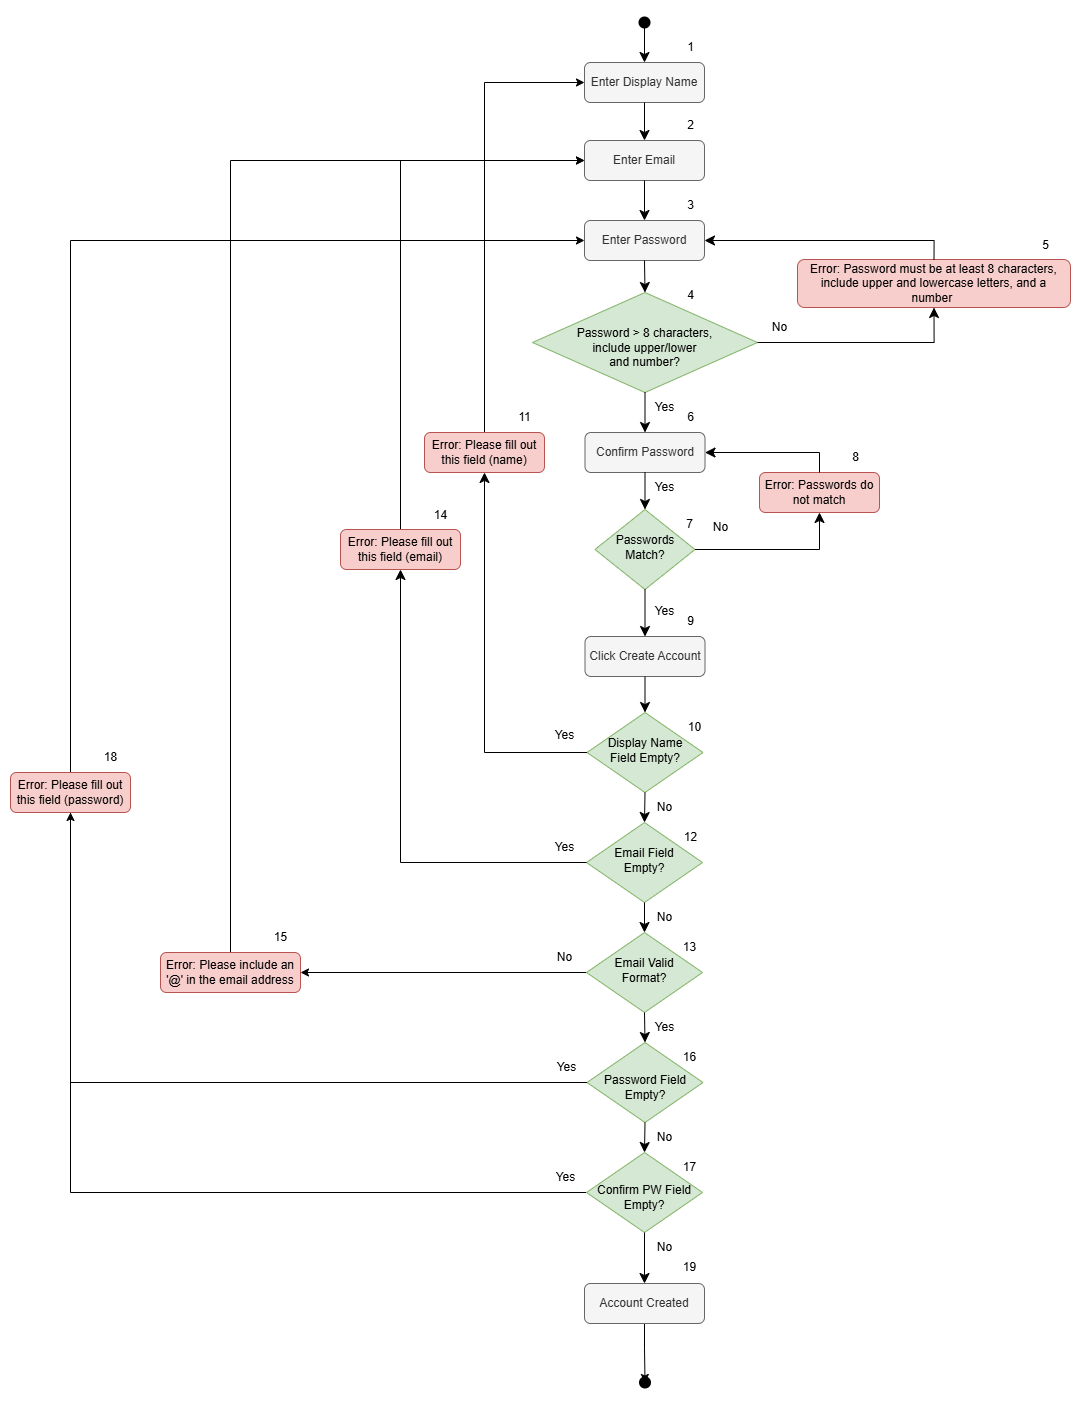 1
Enter Display Name
2
Enter Email
3
Enter Password
5
Error: Password must be at least 8 characters,
include upper and lowercase letters, and a
number
4
Password > 8 characters,
include upper/lower
and number?
No
Yes
6
Confirm Password
11
Error: Please fill out
this field (name)
8
Error: Passwords do
not match
Yes
7
No
Passwords
Match?
14
Error: Please fill out
this field (email)
Yes
9
Click Create Account
10
Yes
Display Name
Field Empty?
18
Error: Please fill out
this field (password)
No
12
Yes
Email Field
Empty?
No
13
No
Email Valid
Format?
15
Error: Please include an
'@' in the email address
Yes
16
Yes
Password Field
Empty?
No
17
Yes
Confirm PW Field
Empty?
No
19
Account Created